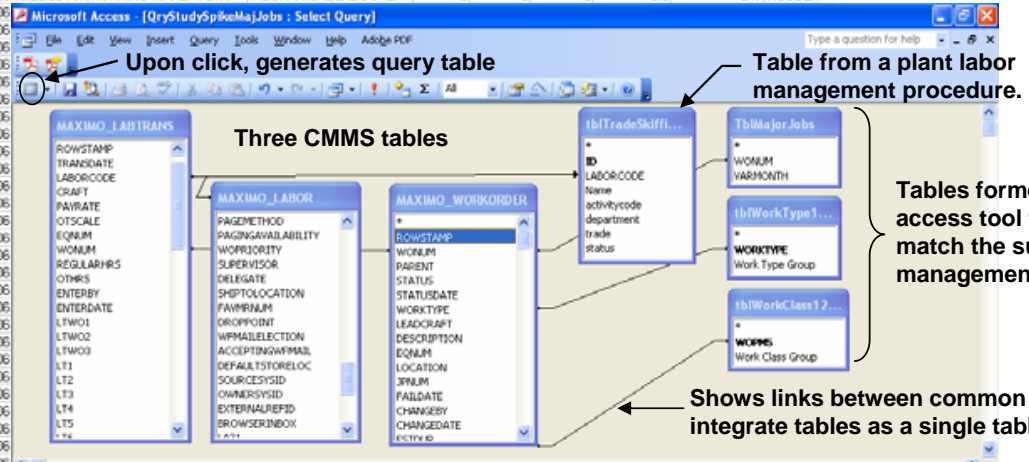 Microsoft Access - [QryStudySpikeMajJobs : Select Query]
File Edit View Insert Query Tools Window Help Adobe PDF
Type a question for help
Upon click, generates query table
Table from a plant labor
management procedure.
All
Three CMMS tables
MAXIMO_LABTRANS
ROWSTAMP
TRANSDATE
LABORCODE
CRAFT
PAYRATE
OTSCALE
EQNUM
WONUM
REGULARHRS
OTHRS
ENTERBY
ENTERDATE
LTWO1
LTWO2
LTWO3
LT1
LT2
LT3
LT4
LT5
MAXIMO_LABOR
PAGEMETHOD
PAGINGAVAILABILITY
WOPRIORITY
SUPERVISOR
DELEGATE
SHIPTOLOCATION
FAVMRNUM
DROPPOINT
WFMAILELECTION
ACCEPTINGWFMAIL
DEFAULTSTORELOC
SOURCESYSID
OWNERSYSID
EXTERNALREFID
BROWSERINBOX
LA21
MAXIMO_WORKORDER
*
ROWSTAMP
WONUM
PARENT
STATUS
STATUSDATE
WORKTYPE
LEADCRAFT
DESCRIPTION
EQNUM
LOCATION
JPNUM
FAILDATE
CHANGEBY
CHANGEDATE
ESTDUR
tblTradeSkiffi...
*
ID
LABORCODE
Name
activitycode
department
trade
status
TblMajorJobs
*
WONUM
VARMONTH
tblWorkType1...
*
WORKTYPE
Work Type Group
tblWorkClass12...
*
WOPMS
Work Class Group
Tables forme
access tool
match the su
management
Shows links between common
integrate tables as a single tabl